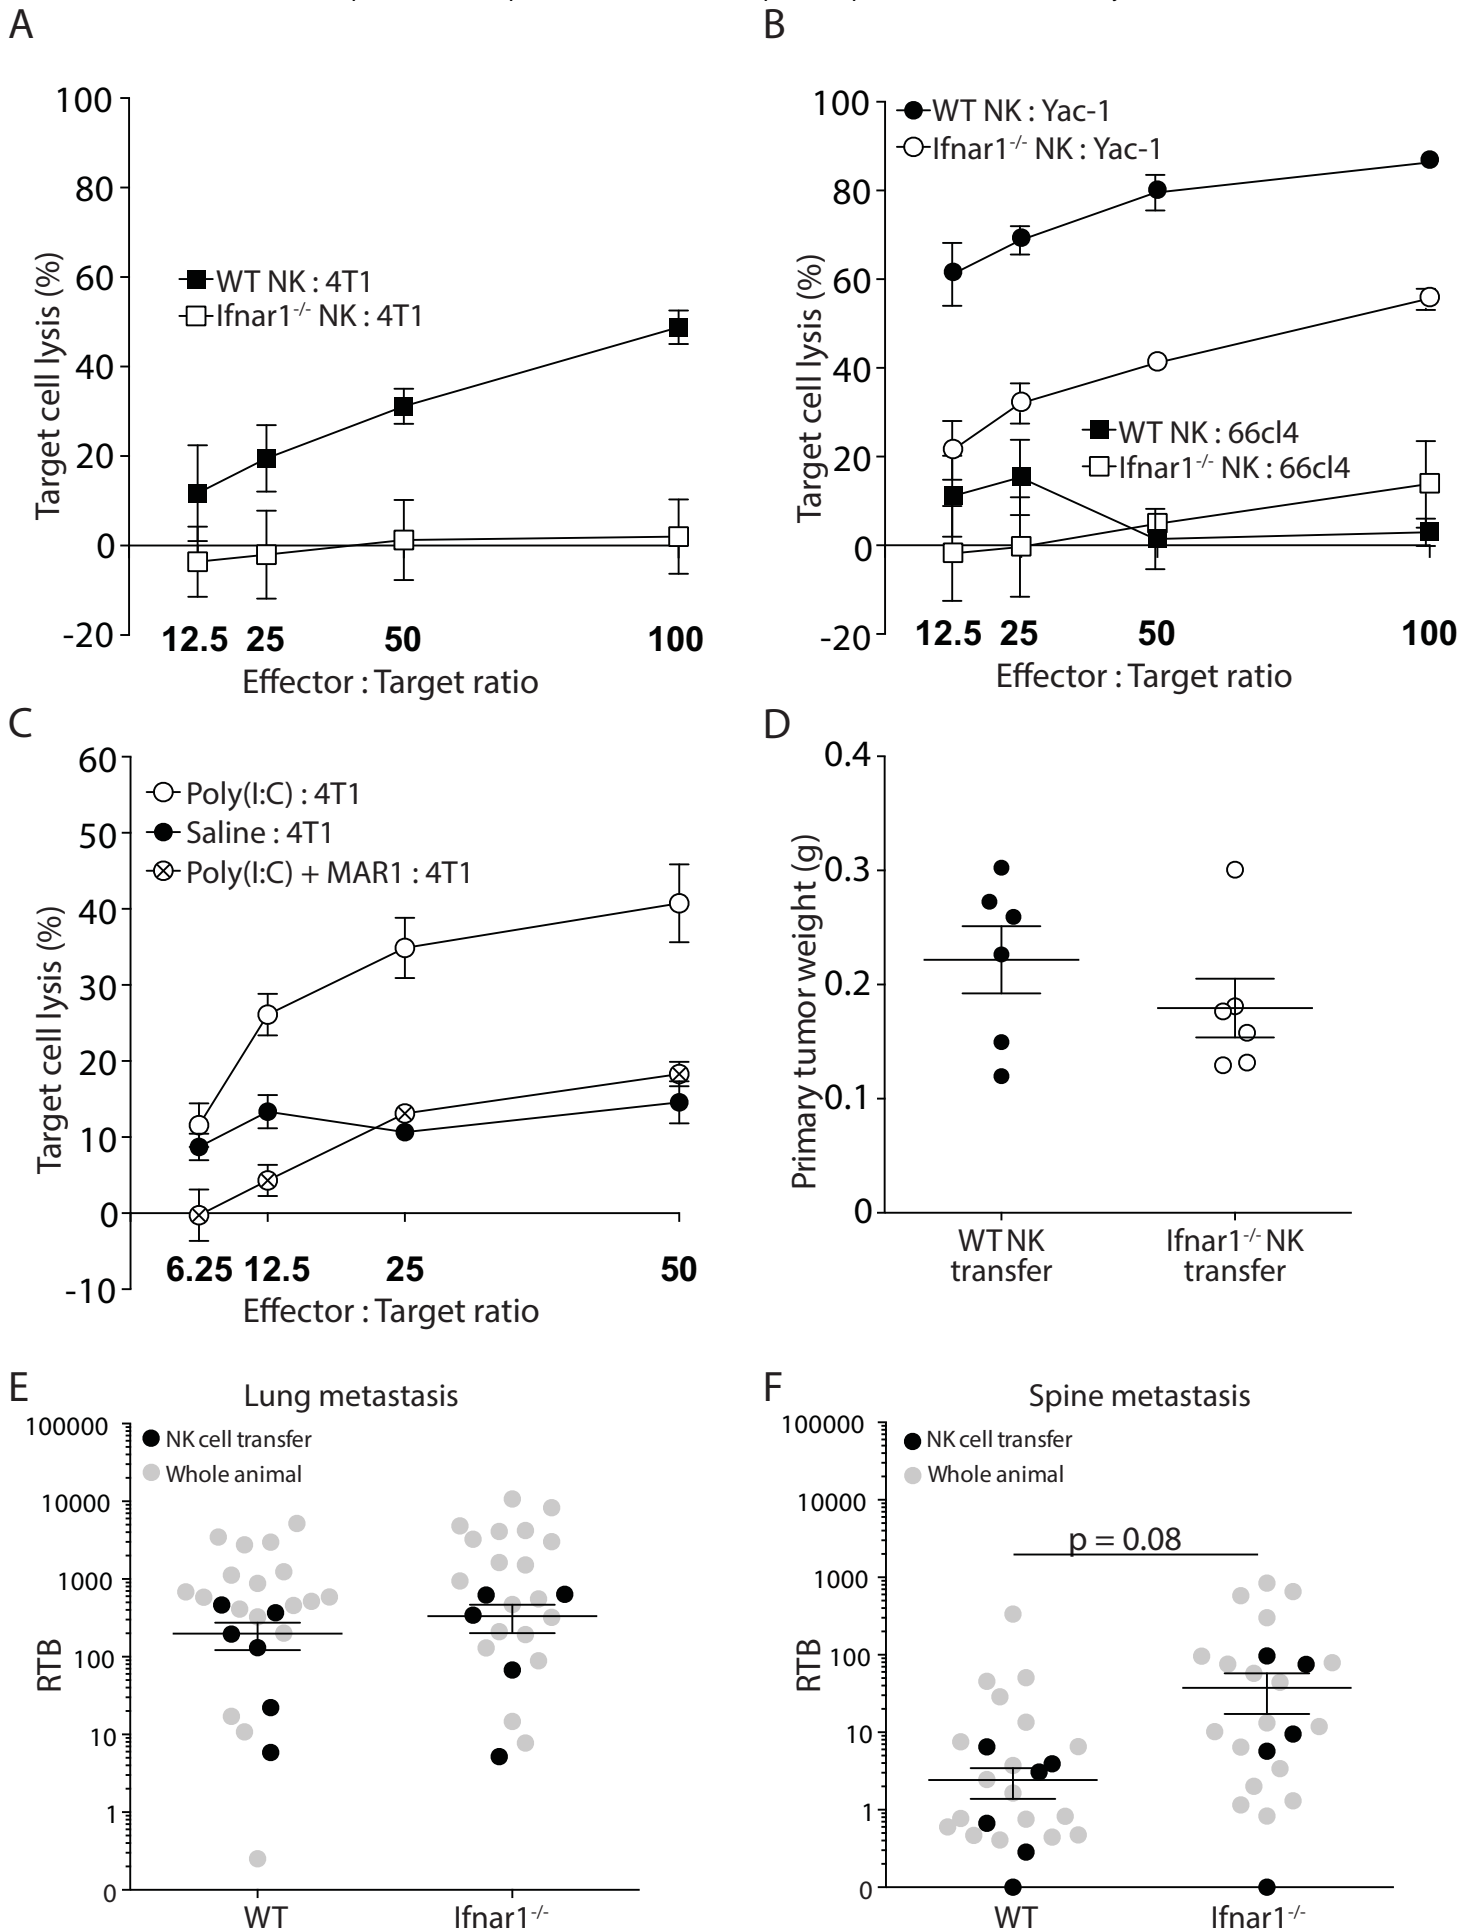 A
100
80
60
40
20
0
-20
Target cell lysis (%)
WT NK : 4T1
Ifnar1-/- NK : 4T1
12.5 25 50 100
Effector : Target ratio
B
100
80
60
40
20
0
-20
Target cell lysis (%)
WT NK : Yac-1
Ifnar1-/- NK : Yac-1
WT NK : 66cl4
Ifnar1-/- NK : 66cl4
12.5 25 50 100
Effector : Target ratio
C
60
50
40
30
20
10
0
-10
Target cell lysis (%)
Poly(I:C) : 4T1
Saline : 4T1
Poly(I:C) + MAR1 : 4T1
6.25 12.5 25 50
Effector : Target ratio
D
0.4
0.3
0.2
0.1
0
Primary tumor weight (g)
WT NK
transfer
Ifnar1-/- NK
transfer
E
Lung metastasis
100000
10000
1000
100
10
1
0
RTB
NK cell transfer
Whole animal
WT
Ifnar1-/-
F
Spine metastasis
100000
10000
1000
100
10
1
0
RTB
NK cell transfer
Whole animal
p = 0.08
WT
Ifnar1-/-